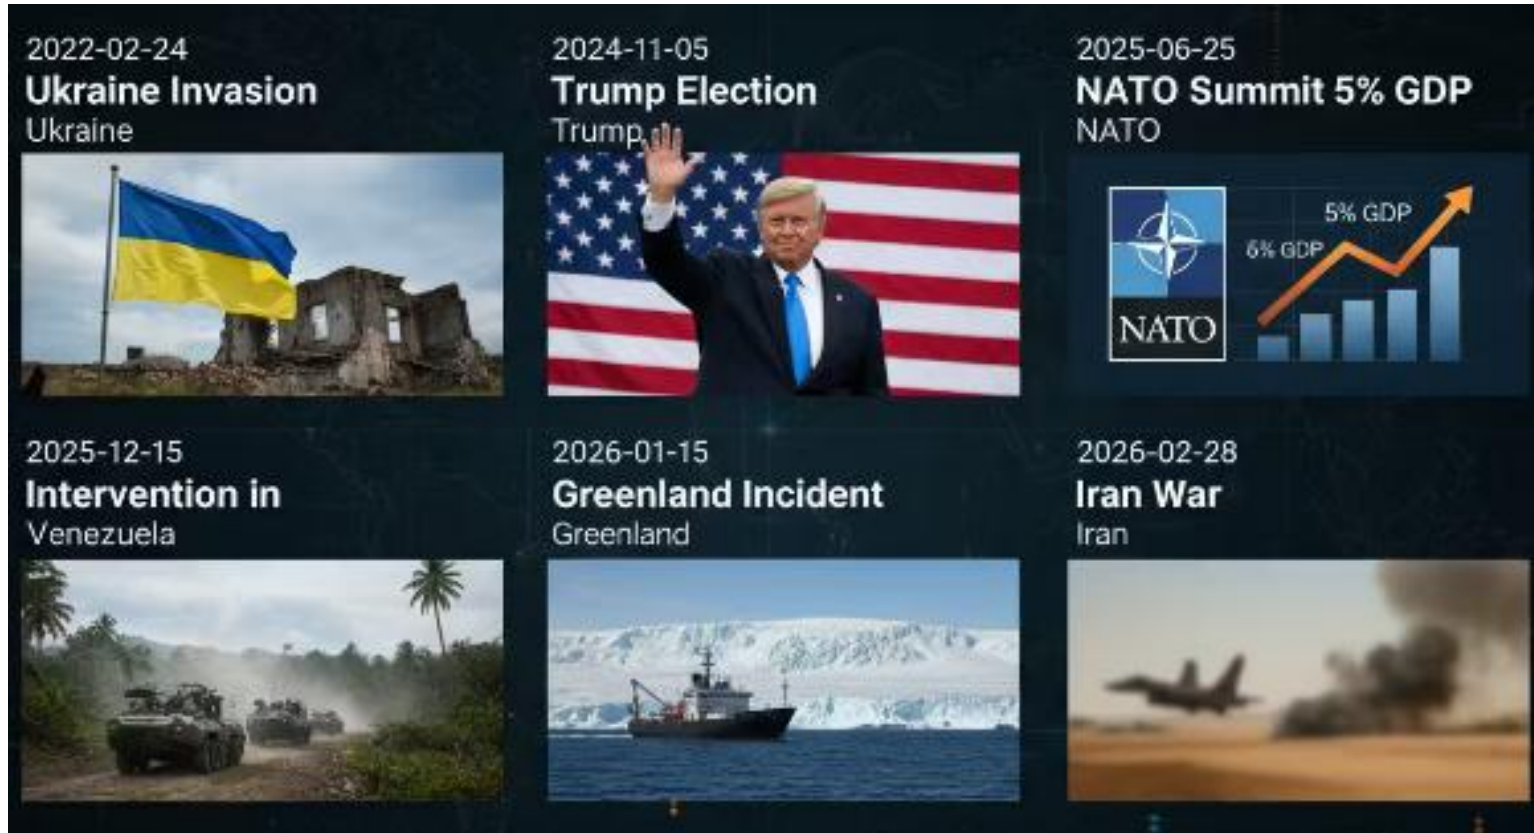 2022-02-24
Ukraine Invasion
Ukraine
2024-11-05
Trump Election
Trump
2025-06-25
NATO Summit 5% GDP
NATO
5% GDP
5% GDP
NATO
2025-12-15
Intervention in
Venezuela
2026-01-15
Greenland Incident
Greenland
2026-02-28
Iran War
Iran